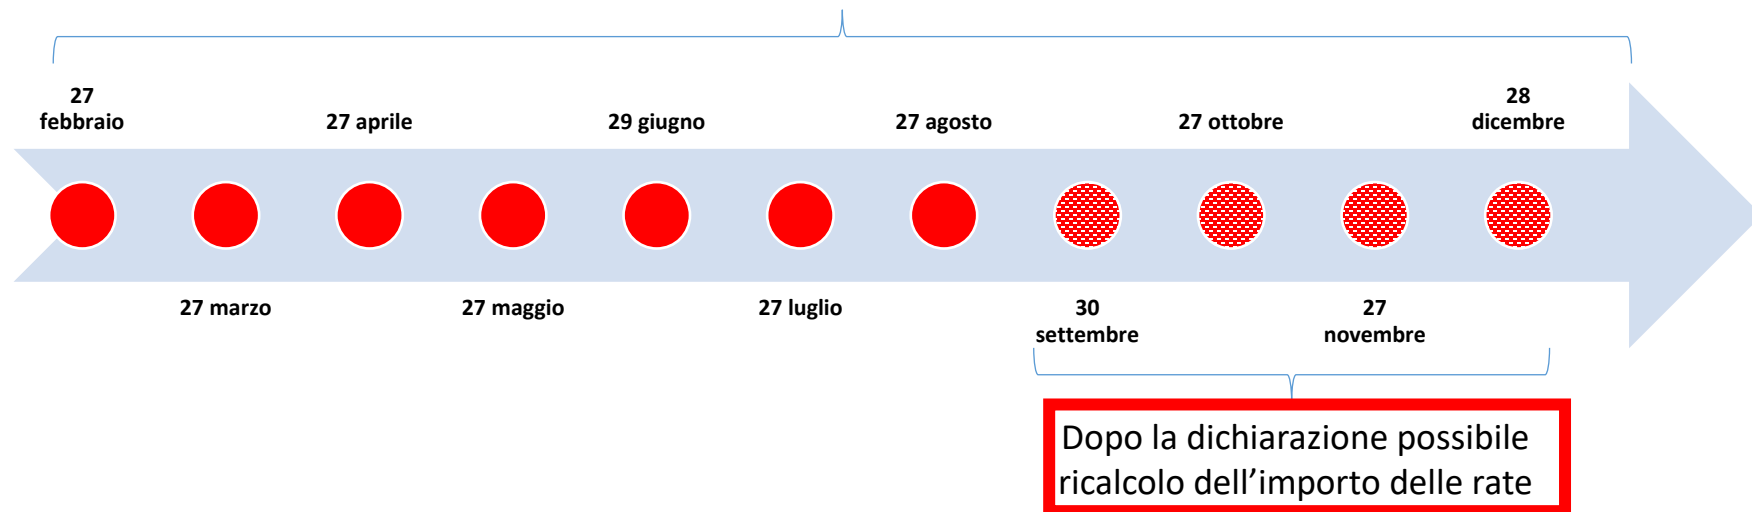 27
febbraio
27 aprile
29 giugno
27 agosto
27 ottobre
28
dicembre
27 marzo
27 maggio
27 luglio
30
settembre
27
novembre
Dopo la dichiarazione possibile
ricalcolo dell’importo delle rate